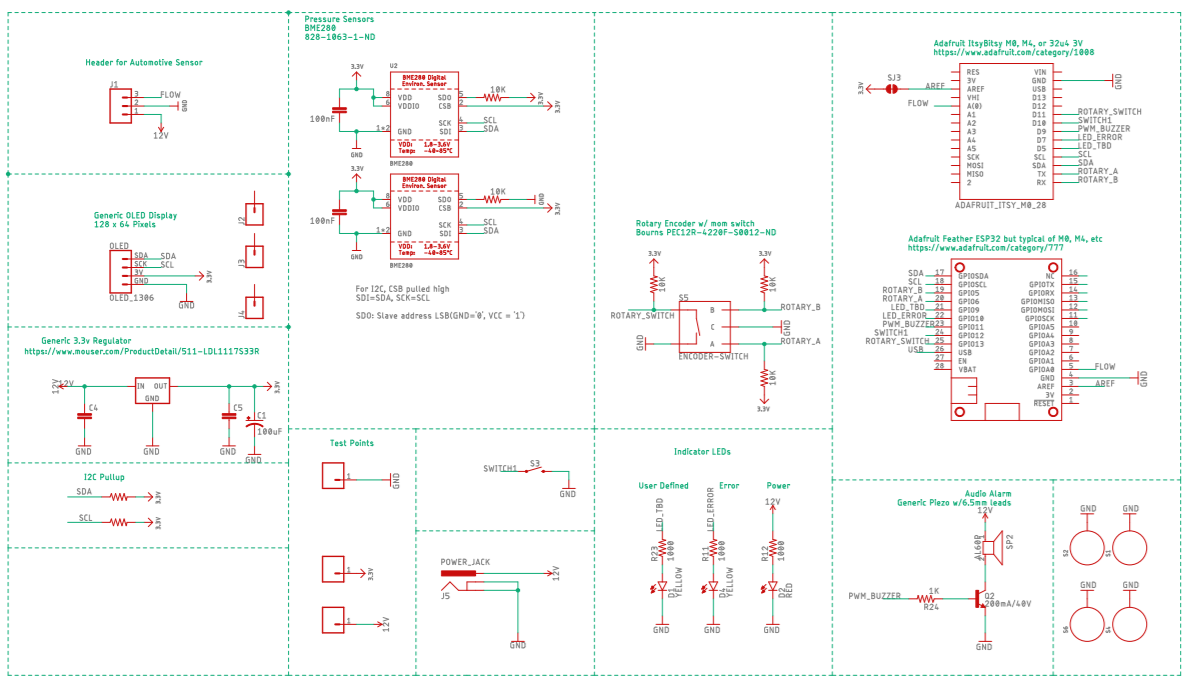 Header for Automotive Sensor
J1
3 FLOW
2 GND
1
12V
Generic OLED Display
128 x 64 Pixels
OLED
SDA SDA
SCK SCL
3V 3.3V
GND
GND
OLED_1306
J2
J3
J4
Generic 3.3v Regulator
https://www.mouser.com/ProductDetail/511-LDL1117S33R
12V 12V
IN OUT
GND
3.3V
C4
C5
C1
100uF
GND
GND
GND
GND
I2C Pullup
SDA 3.3V
SCL 3.3V
Pressure Sensors
BME280
828-1063-1-ND
3.3V
U2
BME280 Digital
Environ. Sensor
8 VDD
6 VDDIO
SDO 5
CSB 2
10K
3.3V
3.3V
100nF
SCK 4 SCL
1*2 GND
SDI 3 SDA
VDD: 1.8-3.6V
Temp: -40-85°C
GND
BME280
3.3V
BME280 Digital
Environ. Sensor
8 VDD
6 VDDIO
SDO 5
CSB 2
10K
GND
3.3V
100nF
SCK 4 SCL
1*2 GND
SDI 3 SDA
VDD: 1.8-3.6V
Temp: -40-85°C
GND
BME280
For I2C, CSB pulled high
SDI=SDA, SCK=SCL
SDO: Slave address LSB(GND='0', VCC = '1')
Test Points
1 GND
1 3.3V
1 12V
SWITCH1 S3
GND
POWER_JACK
12V
J5
GND
Rotary Encoder w/ mom switch
Bourns PEC12R-4220F-S0012-ND
3.3V
3.3V
10K
10K
S5
ROTARY_SWITCH
B ROTARY_B
C GND
A ROTARY_A
GND
ENCODER-SWITCH
10K
3.3V
Indicator LEDs
User Defined Error Power
12V
LED_TBD
LED_ERROR
R23
1000
R11
1000
R12
1000
D1
YELLOW
D4
YELLOW
D2
RED
GND
GND
GND
Adafruit ItsyBitsy M0, M4, or 32u4 3V
https://www.adafruit.com/category/1008
SJ3
3.3V
AREF
FLOW
RES VIN
3V GND GND
AREF USB
VHI D13
A(0) D12
A1 D11 ROTARY_SWITCH
A2 D10 SWITCH1
A3 D9 PWM_BUZZER
A4 D7 LED_ERROR
A5 D5 LED_TBD
SCK SCL SCL
MOSI SDA SDA
MISO TX ROTARY_A
2 RX ROTARY_B
ADAFRUIT_ITSY_M0_28
Adafruit Feather ESP32 but typical of M0, M4, etc
https://www.adafruit.com/category/777
SDA 17 GPIOSDA NC 16
SCL 18 GPIOSCL GPIOTX 15
ROTARY_B 19 GPIO5 GPIORX 14
ROTARY_A 20 GPIO6 GPIOMISO 13
LED_TBD 21 GPIO9 GPIOMOSI 12
LED_ERROR 22 GPIO10 GPIOSCK 11
PWM_BUZZER 23 GPIO11 GPIOA5 10
SWITCH1 24 GPIO12 GPIOA4 9
ROTARY_SWITCH 25 GPIO13 GPIOA3 8
USB 26 USB GPIOA2 7
27 EN GPIOA1 6
28 VBAT GPIOA0 5 FLOW
GND 4 GND
AREF 3 AREF
3V 2
RESET 1
Audio Alarm
Generic Piezo w/6.5mm leads
12V
AL60P
SP2
PWM_BUZZER
1K
R24
Q2
200mA/40V
GND
GND GND
S2
S1
GND GND
S6
S4